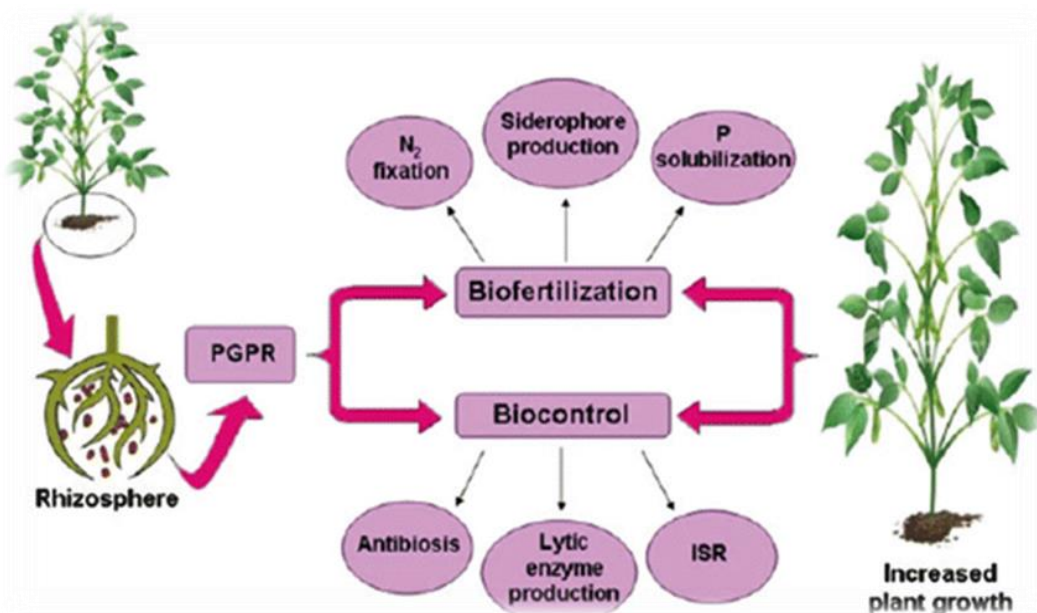 N₂
fixation
Siderophore
production
P
solubilization
Biofertilization
PGPR
Biocontrol
Rhizosphere
Antibiosis
Lytic
enzyme
production
ISR
Increased
plant growth